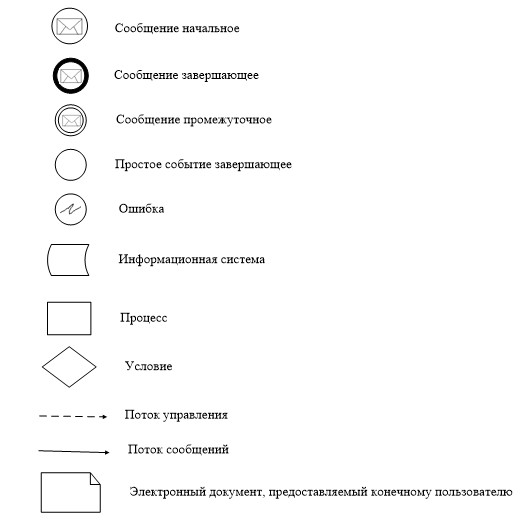 Сообщение начальное
Сообщение завершающее
Сообщение промежуточное
Простое событие завершающее
Ошибка
Информационная система
Процесс
Условие
Поток управления
Поток сообщений
Электронный документ, предоставляемый конечному пользователю